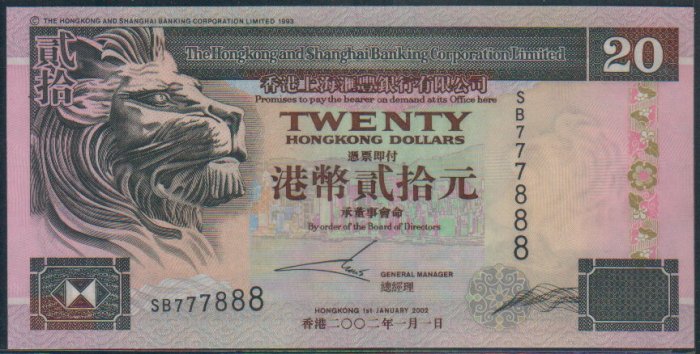 © THE HONGKONG AND SHANGHAI BANKING CORPORATION LIMITED 1993
貳拾
The Hongkong and Shanghai Banking Corporation Limited
20
香港上海滙豐銀行有限公司
Promises to pay the bearer on demand at its Office here
TWENTY
HONGKONG DOLLARS
憑票即付
港幣貳拾元
承董事會命
By order of the Board of Directors
SB777888
GENERAL MANAGER
總經理
SB777888
HONGKONG 1st JANUARY 2002
香港二〇〇二年一月一日